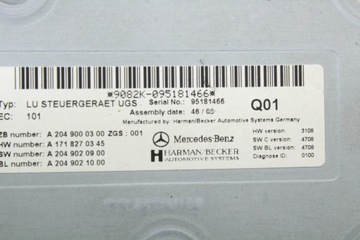 *9082K-095181466*
Typ: LU STEUERGERAET UGS Serial No.: 95181466
EC: 101 Assembly date: 46 / 09 Q01
Manufactured by: Harman/Becker Automotive Systems Germany
ZB number: A 204 900 03 00 ZGS : 001
HW number: A 171 827 03 45
SW number: A 204 902 09 00
BL number: A 204 902 10 00
Mercedes-Benz
HARMAN/BECKER
AUTOMOTIVE SYSTEMS
HW version: 3106
SW C version: 4708
SW BL version: 4708
Diagnose ID: 0100